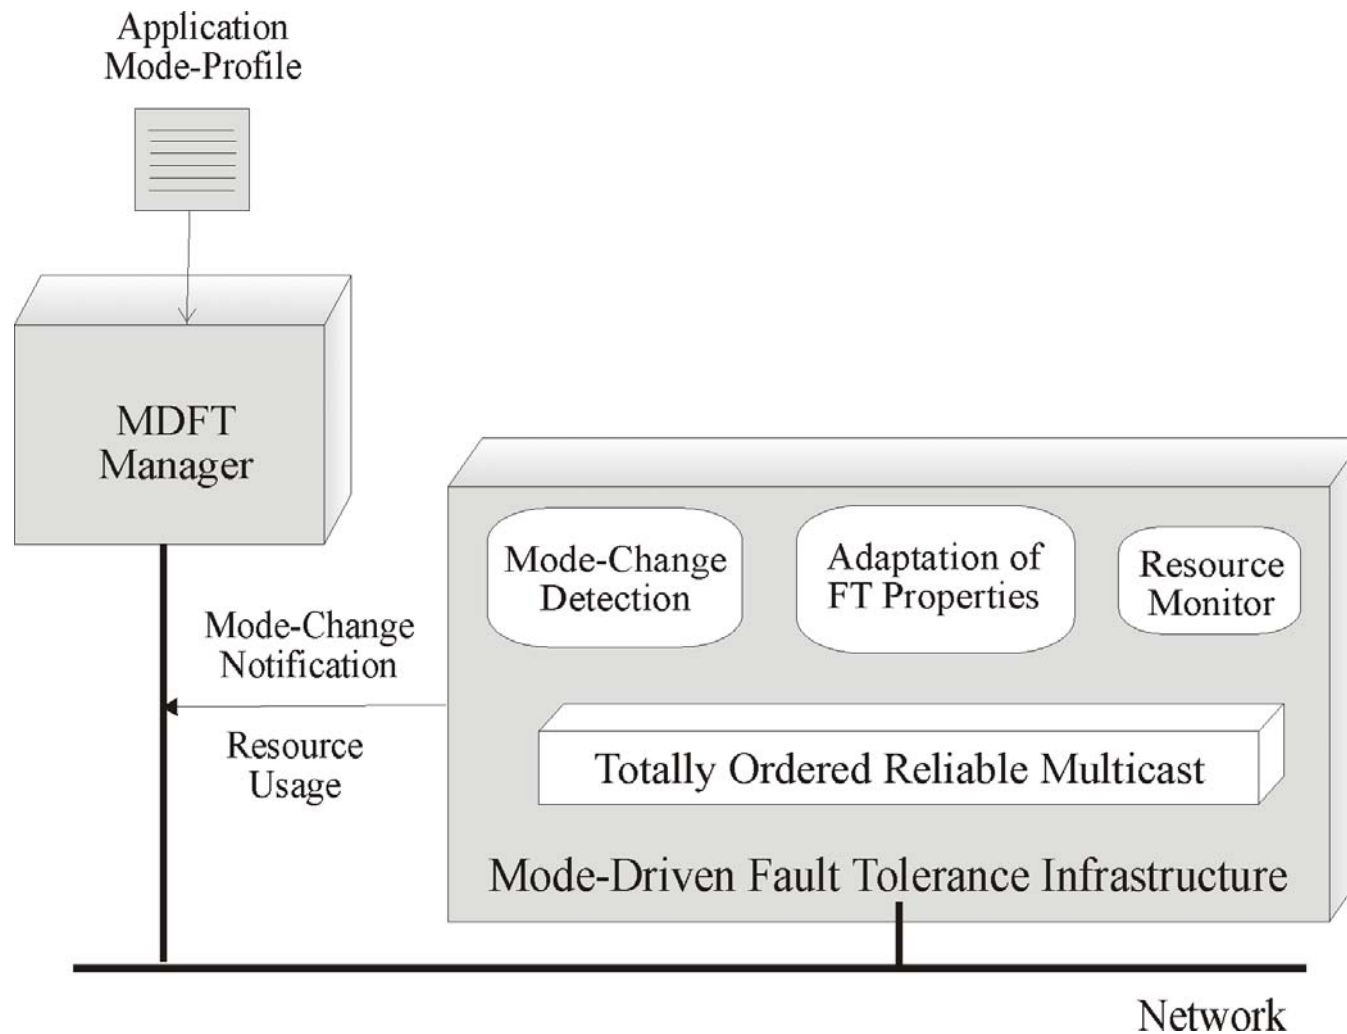 Application
Mode-Profile
MDFT
Manager
Mode-Change
Detection
Adaptation of
FT Properties
Resource
Monitor
Mode-Change
Notification
Resource
Usage
Totally Ordered Reliable Multicast
Mode-Driven Fault Tolerance Infrastructure
Network